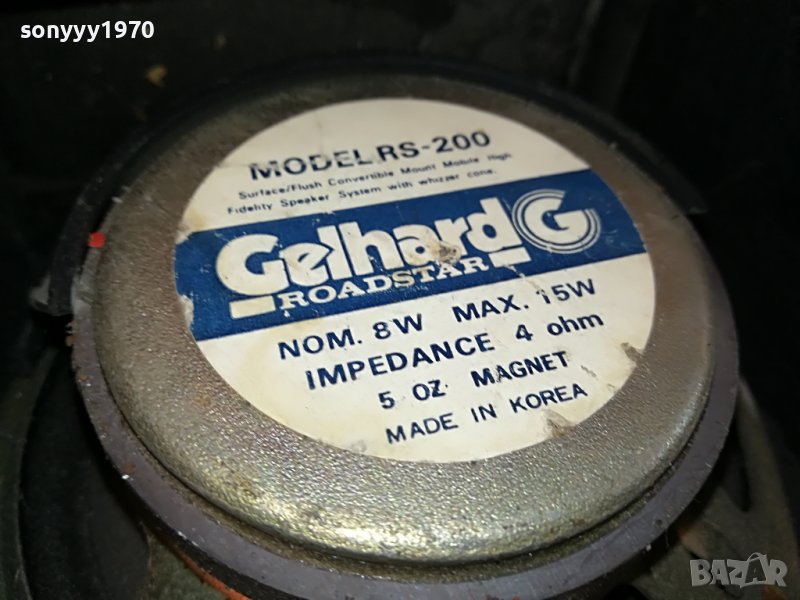 sonyyy1970
MODEL RS-200
Surface/Flush Convertible Mount Mobile High
Fidelity Speaker System with whizzer cone.
Gelhard G
ROADSTAR
NOM. 8W MAX. 15W
IMPEDANCE 4 ohm
5 OZ MAGNET
MADE IN KOREA
BAZAR